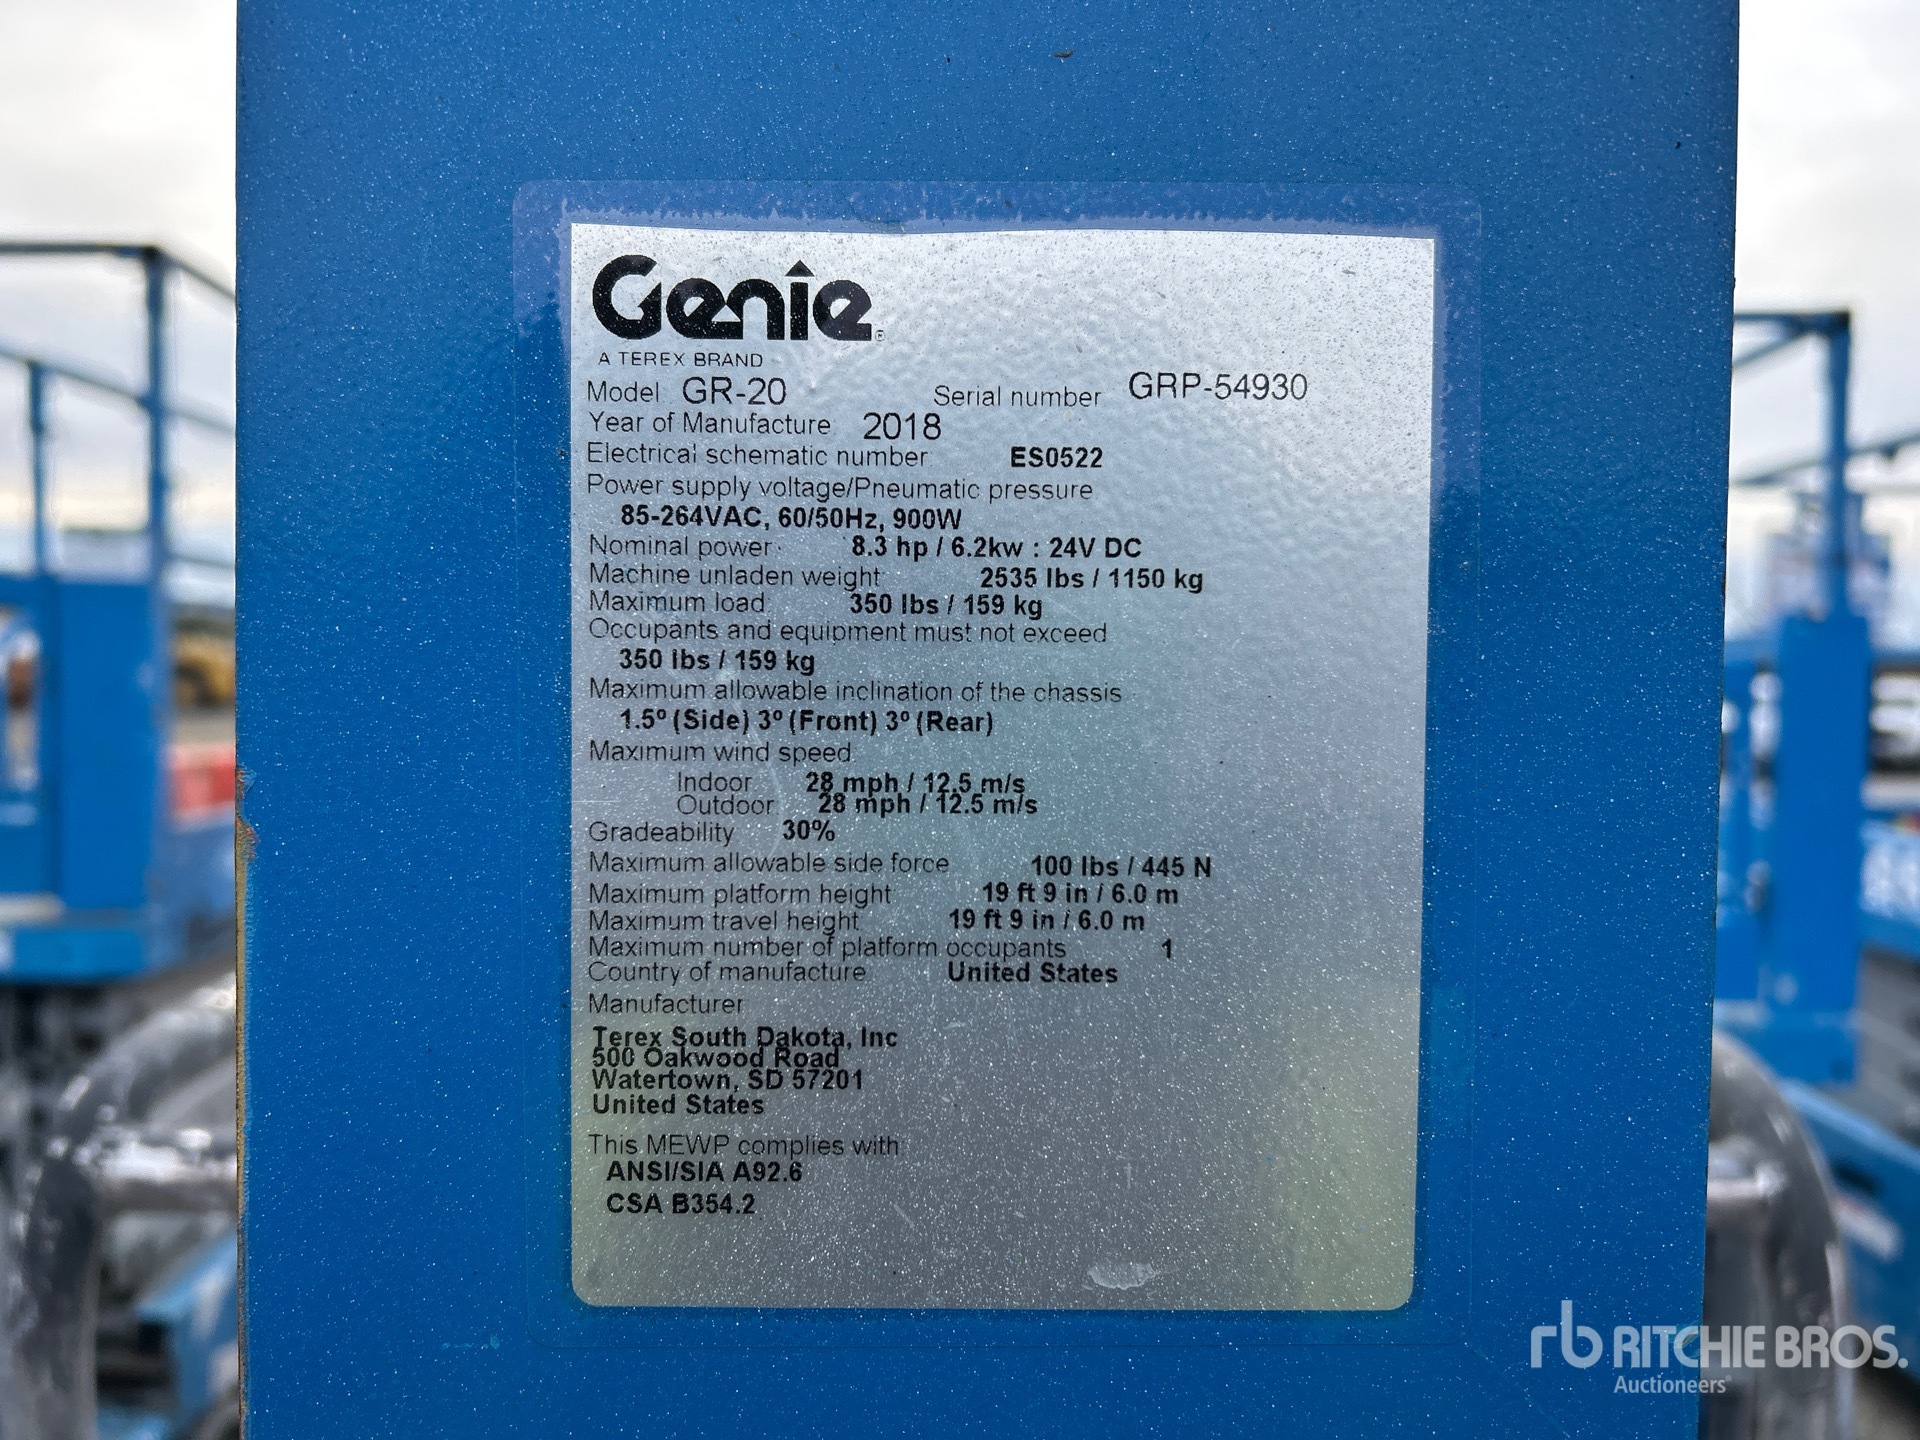 Genie®
A TEREX BRAND
Model GR-20 Serial number GRP-54930
Year of Manufacture 2018
Electrical schematic number ES0522
Power supply voltage/Pneumatic pressure
85-264VAC, 60/50Hz, 900W
Nominal power 8.3 hp / 6.2kw : 24V DC
Machine unladen weight 2535 lbs / 1150 kg
Maximum load 350 lbs / 159 kg
Occupants and equipment must not exceed
350 lbs / 159 kg
Maximum allowable inclination of the chassis
1.5º (Side) 3º (Front) 3º (Rear)
Maximum wind speed
Indoor 28 mph / 12.5 m/s
Outdoor 28 mph / 12.5 m/s
Gradeability 30%
Maximum allowable side force 100 lbs / 445 N
Maximum platform height 19 ft 9 in / 6.0 m
Maximum travel height 19 ft 9 in / 6.0 m
Maximum number of platform occupants 1
Country of manufacture United States
Manufacturer
Terex South Dakota, Inc
500 Oakwood Road
Watertown, SD 57201
United States
This MEWP complies with
ANSI/SIA A92.6
CSA B354.2
rb RITCHIE BROS.
Auctioneers